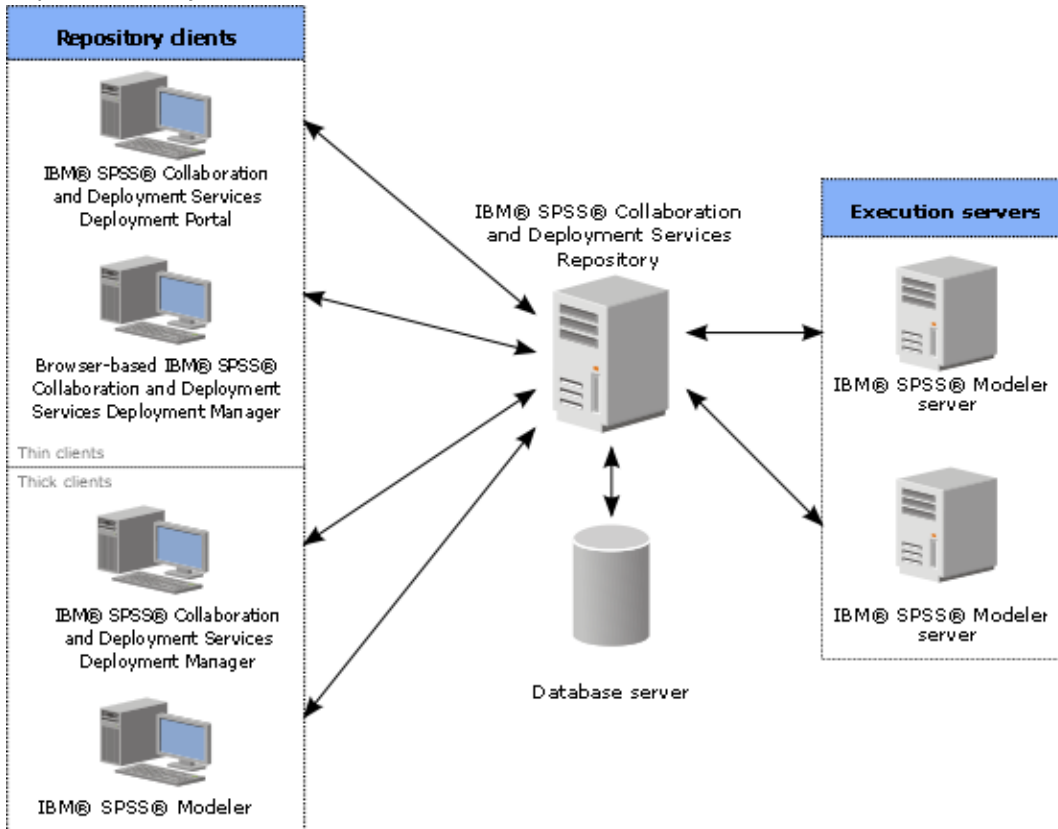 Repository clients
IBM® SPSS® Collaboration
and Deployment Services
Deployment Portal
Browser-based IBM® SPSS®
Collaboration and Deployment
Services Deployment Manager
Thin clients
Thick clients
IBM® SPSS® Collaboration
and Deployment Services
Deployment Manager
IBM® SPSS® Modeler
IBM® SPSS® Collaboration
and Deployment Services
Repository
Database server
Execution servers
IBM® SPSS® Modeler
server
IBM® SPSS® Modeler
server